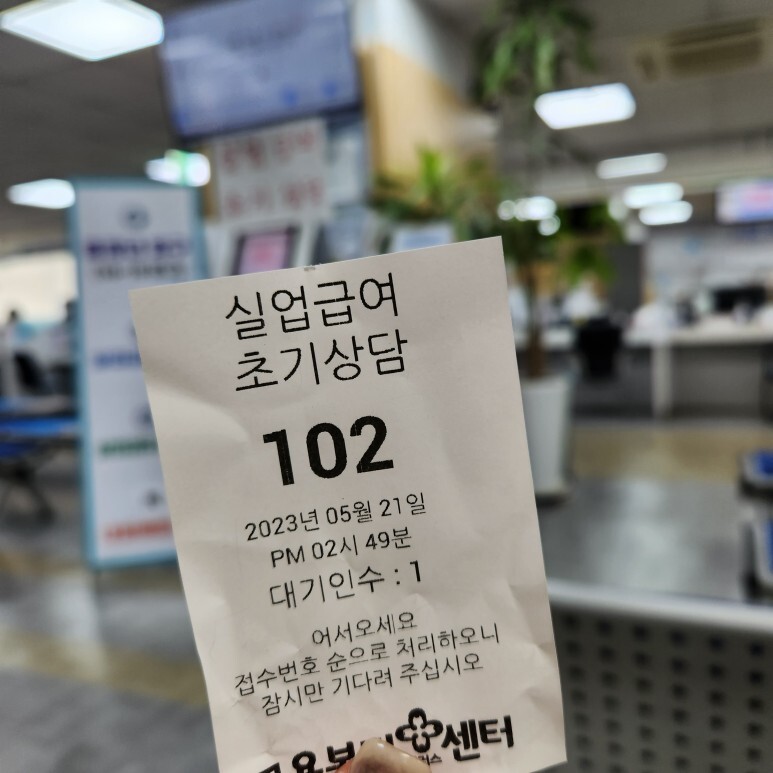 실업급여
초기상담
102
2023년 05월 21일
PM 02시 49분
대기인수 : 1
어서오세요
접수번호 순으로 처리하오니
잠시만 기다려 주십시오
센터